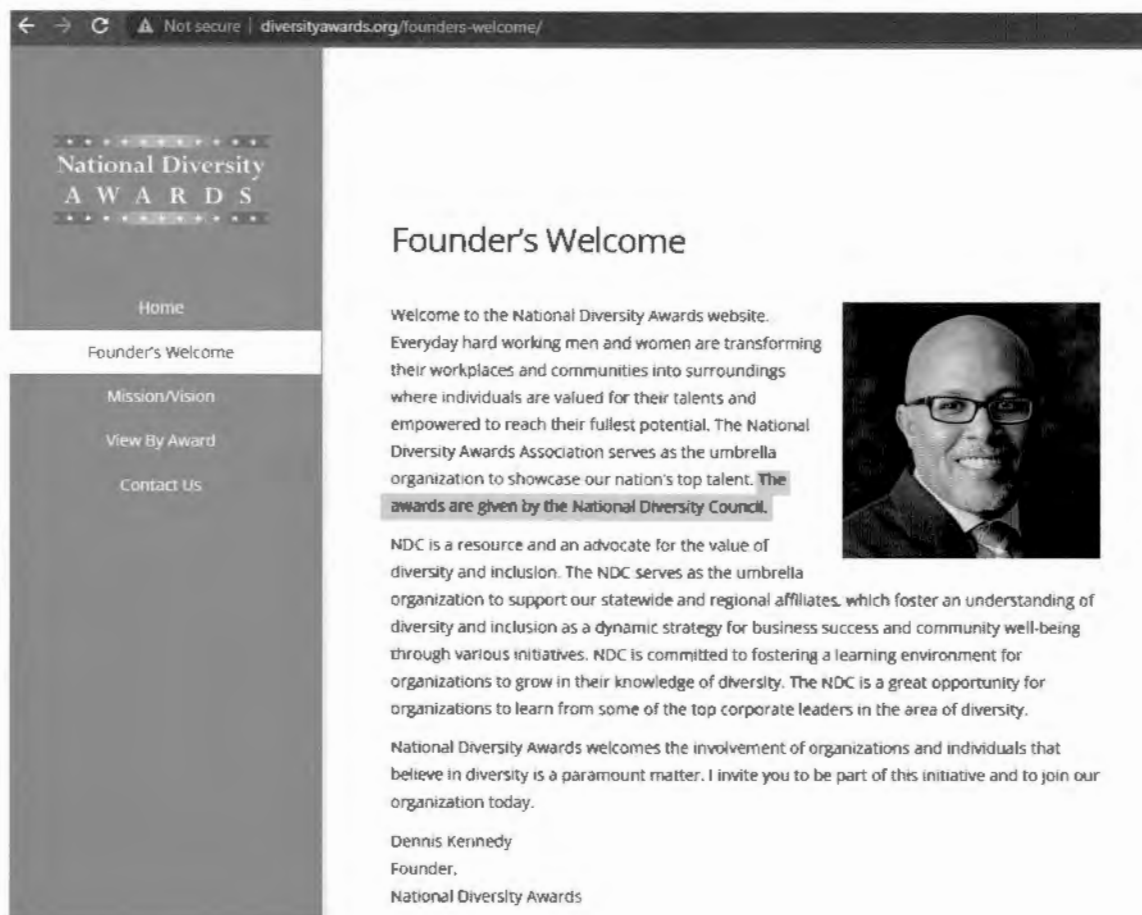 Not secure | diversityawards.org/founders-welcome/
National Diversity
AWARDS
Home
Founder's Welcome
Mission/Vision
View By Award
Contact Us
Founder's Welcome
Welcome to the National Diversity Awards website.
Everyday hard working men and women are transforming
their workplaces and communities into surroundings
where individuals are valued for their talents and
empowered to reach their fullest potential. The National
Diversity Awards Association serves as the umbrella
organization to showcase our nation's top talent. The
awards are given by the National Diversity Council.
NDC is a resource and an advocate for the value of
diversity and inclusion. The NDC serves as the umbrella
organization to support our statewide and regional affiliates, which foster an understanding of
diversity and inclusion as a dynamic strategy for business success and community well-being
through various initiatives. NDC is committed to fostering a learning environment for
organizations to grow in their knowledge of diversity. The NDC is a great opportunity for
organizations to learn from some of the top corporate leaders in the area of diversity.
National Diversity Awards welcomes the involvement of organizations and individuals that
believe in diversity is a paramount matter. I invite you to be part of this initiative and to join our
organization today.
Dennis Kennedy
Founder,
National Diversity Awards